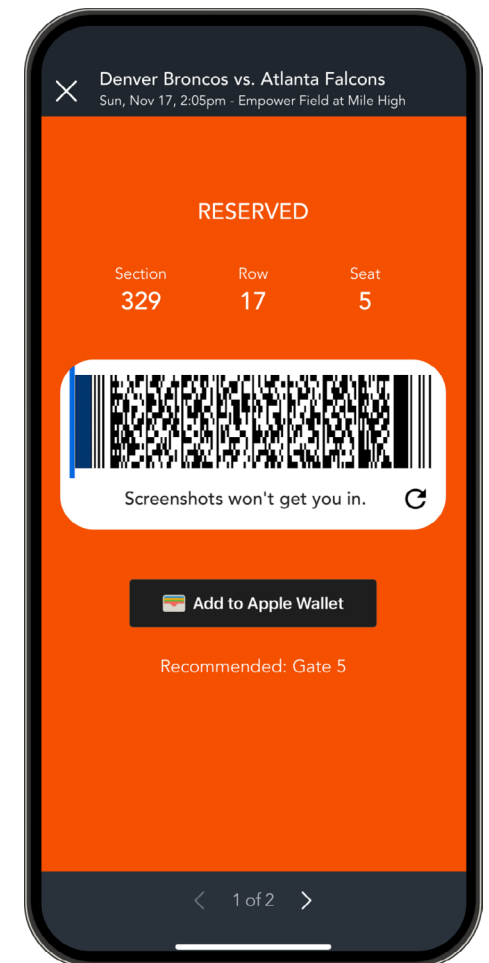 Denver Broncos vs. Atlanta Falcons
Sun, Nov 17, 2:05pm - Empower Field at Mile High
RESERVED
Section Row Seat
329 17 5
Screenshots won't get you in.
Add to Apple Wallet
Recommended: Gate 5
1 of 2